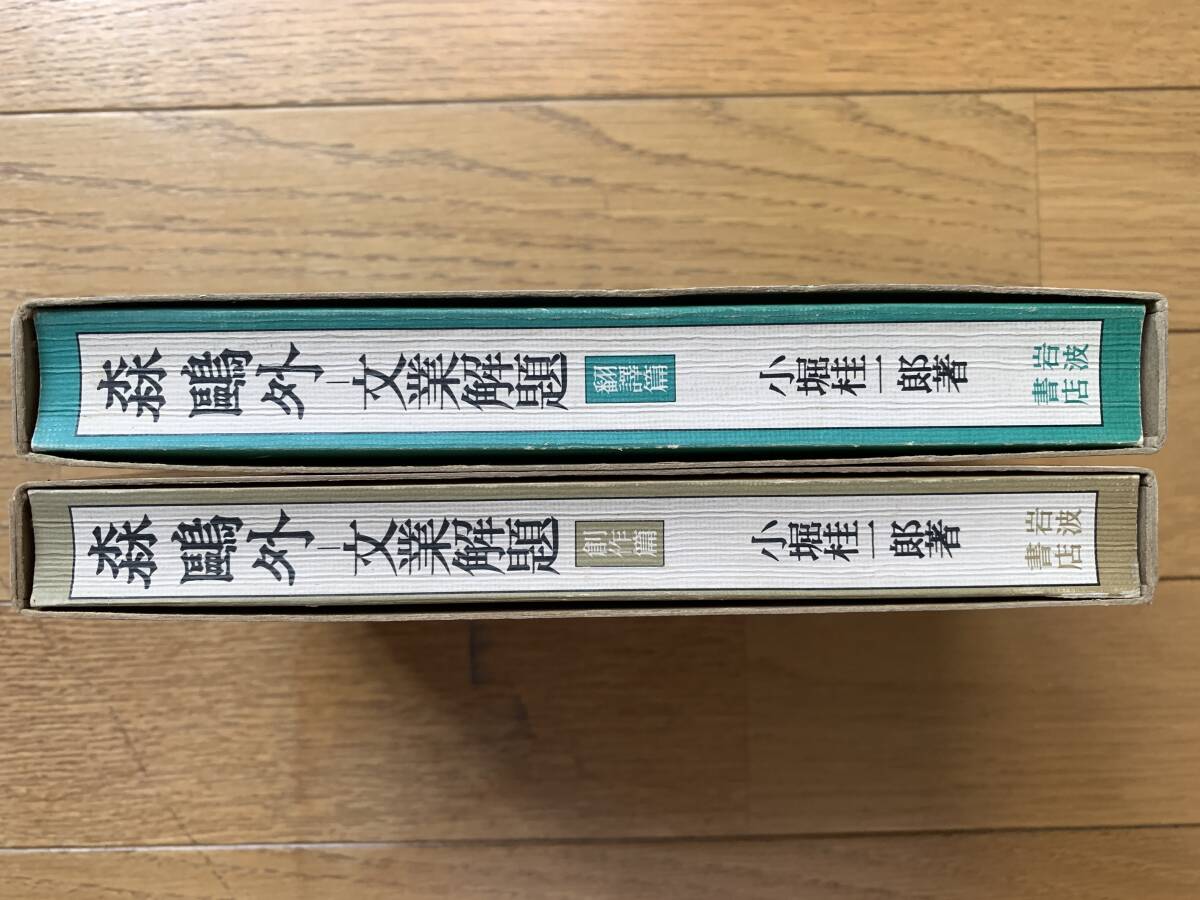 森鷗外―文業解題
翻譯篇
小堀桂一郎著
岩波書店
森鷗外―文業解題
創作篇
小堀桂一郎著
岩波書店